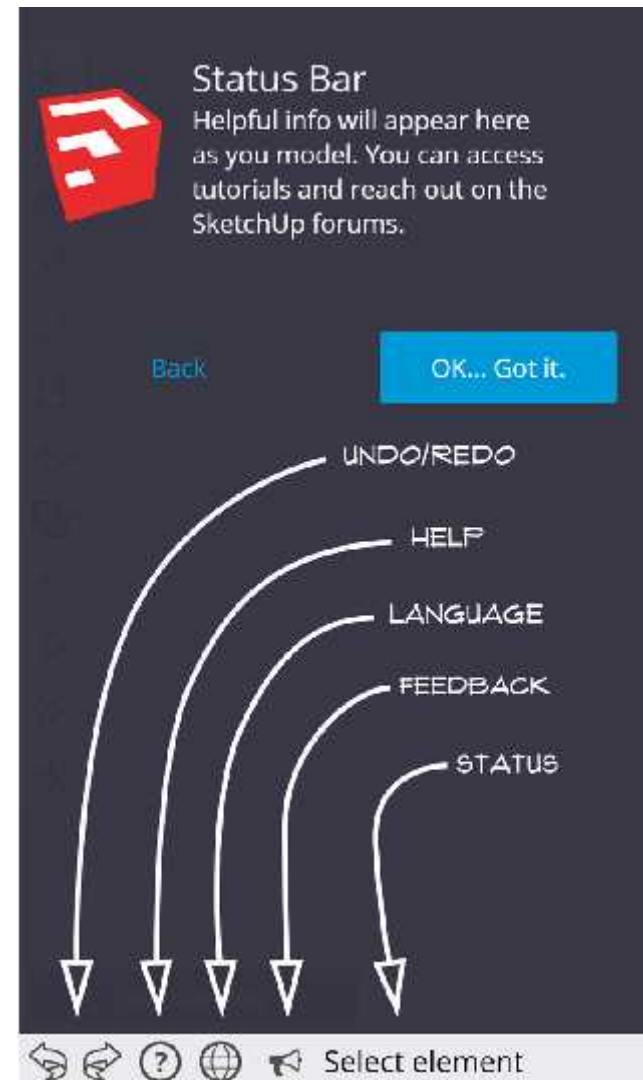 Status Bar
Helpful info will appear here
as you model. You can access
tutorials and reach out on the
SketchUp forums.
Back
OK... Got it.
UNDO/REDO
HELP
LANGUAGE
FEEDBACK
STATUS
?
Select element